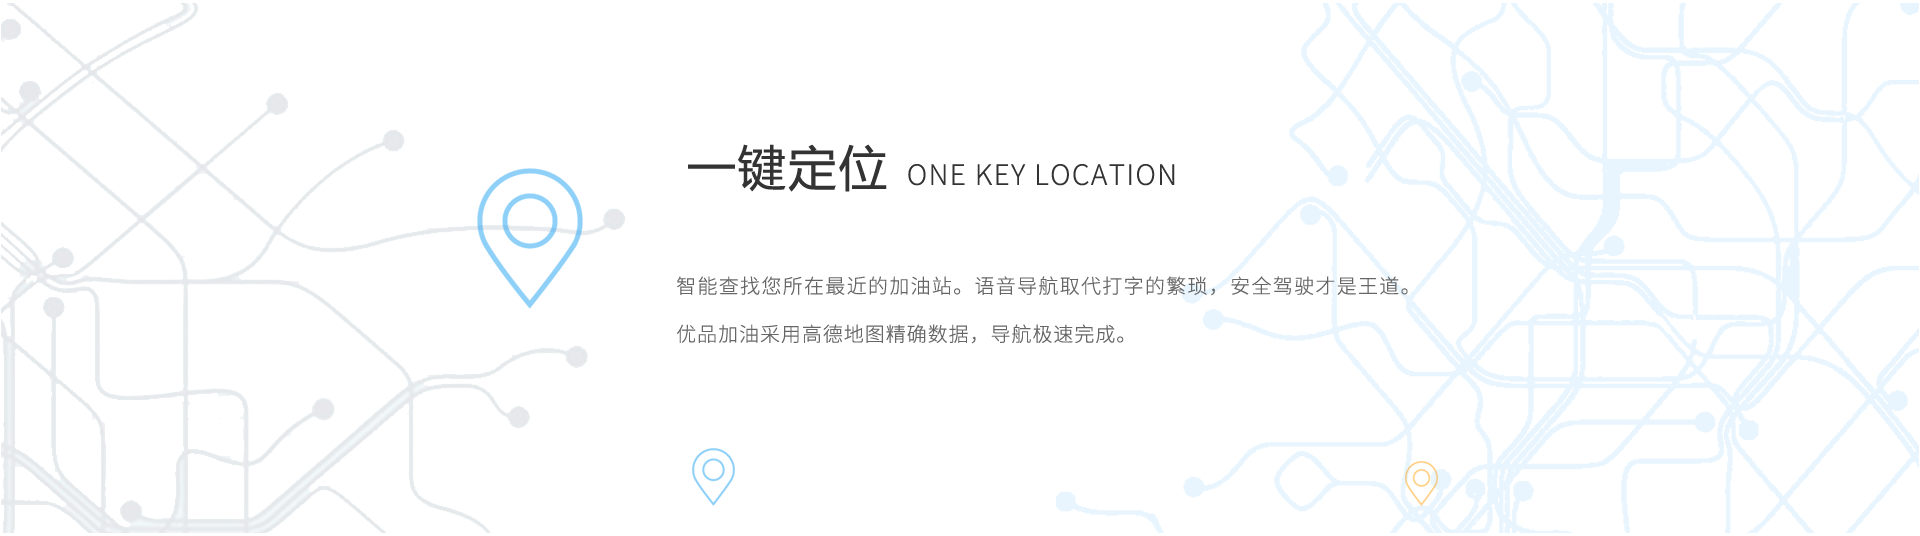 一键定位 ONE KEY LOCATION
智能查找您所在最近的加油站。语音导航取代打字的繁琐，安全驾驶才是王道。
优品加油采用高德地图精确数据，导航极速完成。